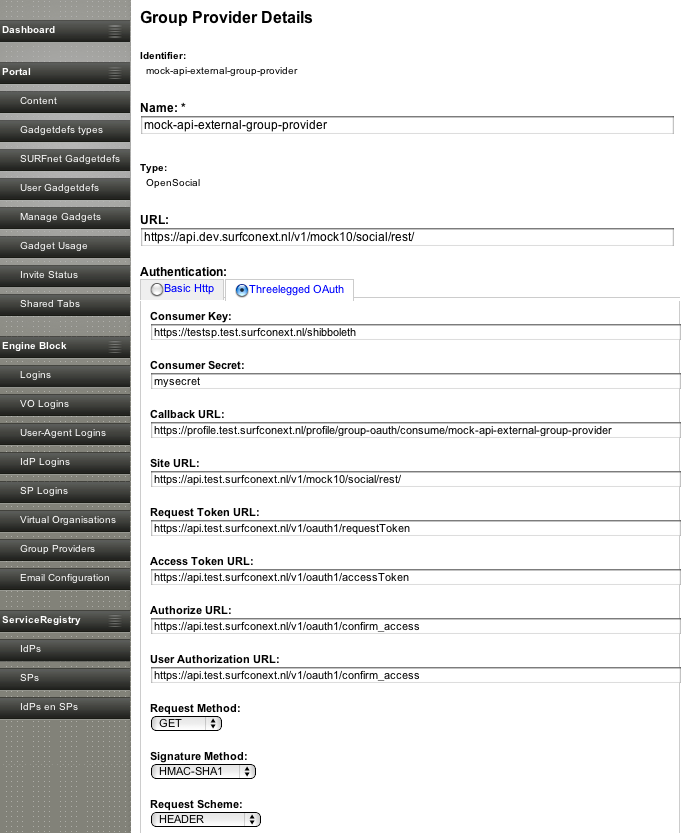 Dashboard
Portal
Content
Gadgetdefs types
SURFnet Gadgetdefs
User Gadgetdefs
Manage Gadgets
Gadget Usage
Invite Status
Shared Tabs
Engine Block
Logins
VO Logins
User-Agent Logins
IdP Logins
SP Logins
Virtual Organisations
Group Providers
Email Configuration
ServiceRegistry
IdPs
SPs
IdPs en SPs
Group Provider Details
Identifier:
mock-api-external-group-provider
Name: *
mock-api-external-group-provider
Type:
OpenSocial
URL:
https://api.dev.surfconext.nl/v1/mock10/social/rest/
Authentication:
Basic Http Threelegged OAuth
Consumer Key:
https://testsp.test.surfconext.nl/shibboleth
Consumer Secret:
mysecret
Callback URL:
https://profile.test.surfconext.nl/profile/group-oauth/consume/mock-api-external-group-provider
Site URL:
https://api.test.surfconext.nl/v1/mock10/social/rest/
Request Token URL:
https://api.test.surfconext.nl/v1/oauth1/requestToken
Access Token URL:
https://api.test.surfconext.nl/v1/oauth1/accessToken
Authorize URL:
https://api.test.surfconext.nl/v1/oauth1/confirm_access
User Authorization URL:
https://api.test.surfconext.nl/v1/oauth1/confirm_access
Request Method:
GET
Signature Method:
HMAC-SHA1
Request Scheme:
HEADER